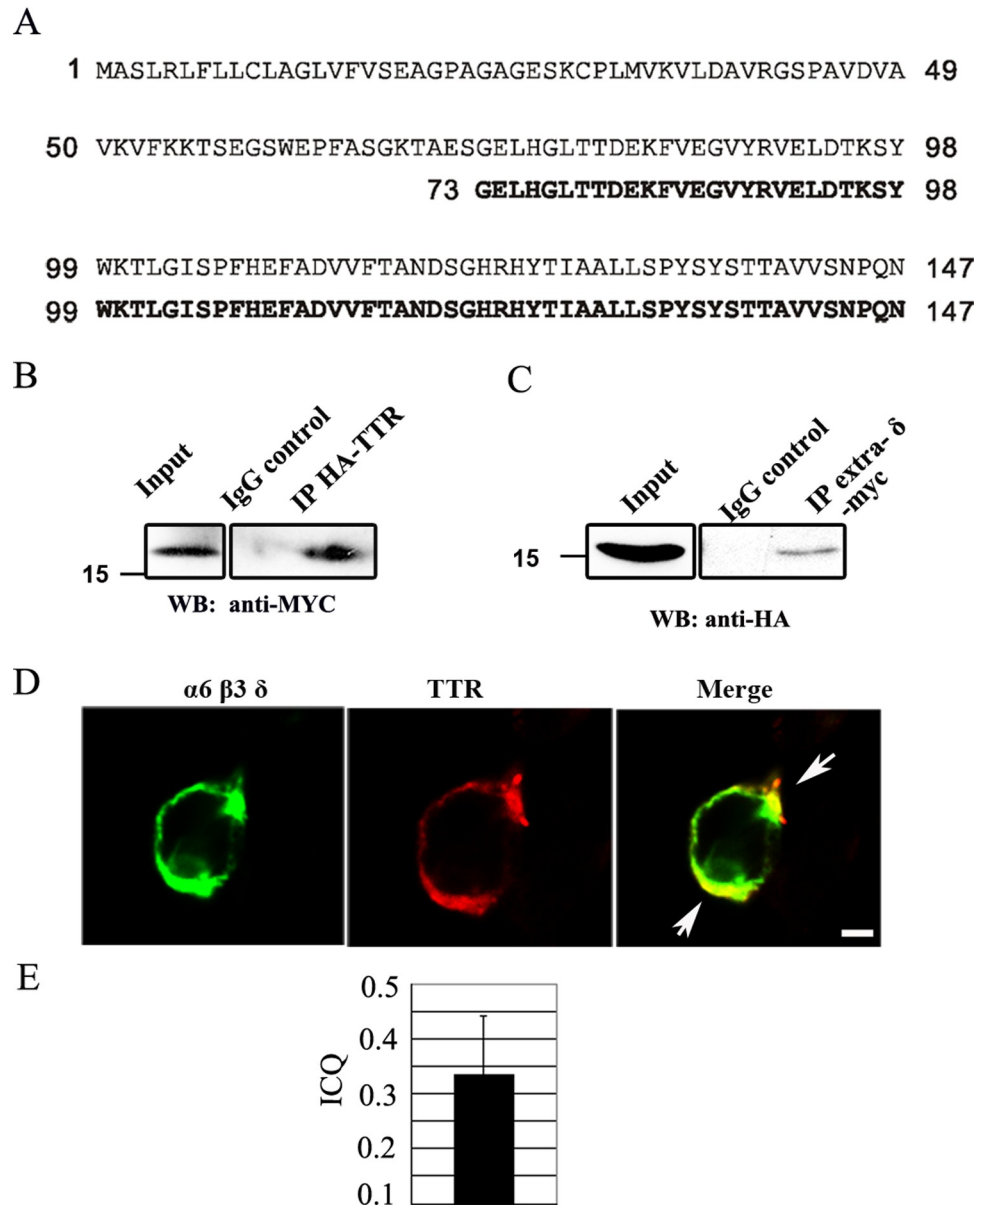 A
1 MASLRLFLLCLAGLVFVSEAGPAGAGESKCPLMVKVLDAVRGSPAVDVA 49
50 VKVFKKTSEGSWEPFASGKTAESGELHGLTTDEKFVEGVYRVELDTKSY 98
73 GELHGLTTDEKFVEGVYRVELDTKSY 98
99 WKTLGISPFHEFADVVFTANDSGHRHYTIAALLSPYSYSTTAVVSNPQN 147
99 WKTLGISPFHEFADVVFTANDSGHRHYTIAALLSPYSYSTTAVVSNPQN 147
B
Input
IgG control
IP HA-TTR
15
WB: anti-MYC
C
Input
IgG control
IP extra- δ
-myc
15
WB: anti-HA
D
α6 β3 δ
TTR
Merge
E
ICQ
0.5
0.4
0.3
0.2
0.1